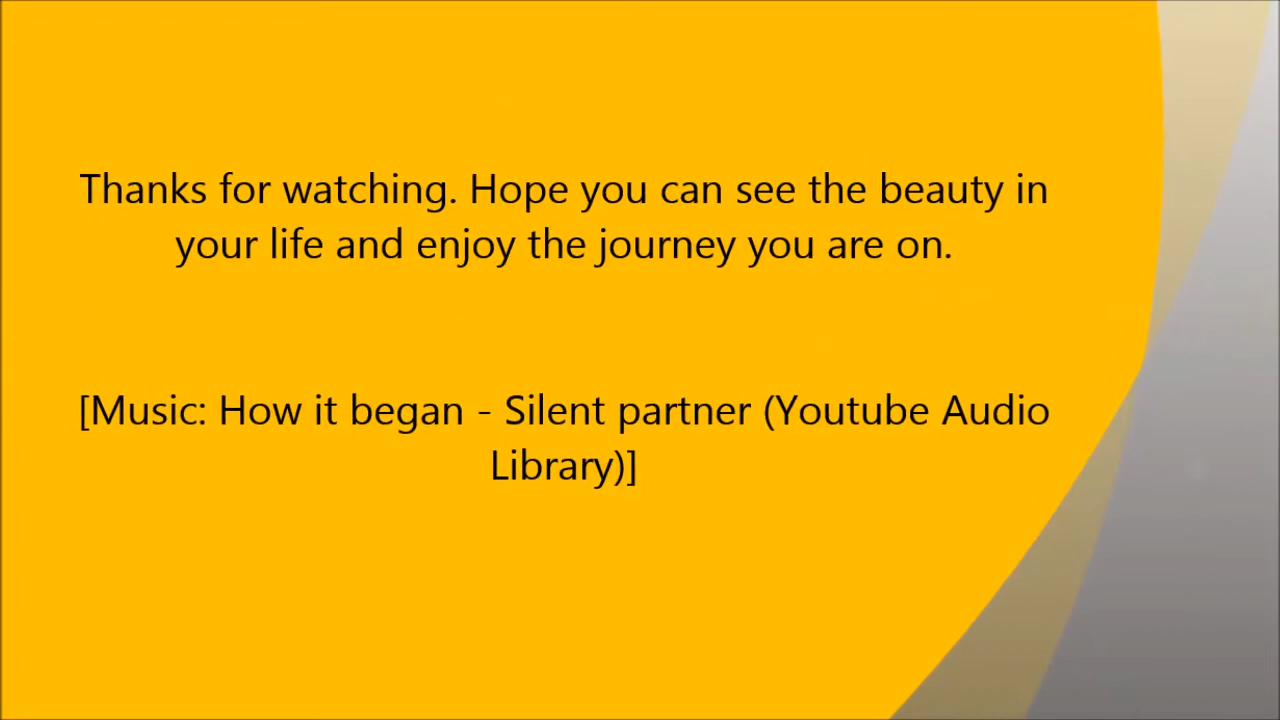 Thanks for watching. Hope you can see the beauty in
your life and enjoy the journey you are on.
[Music: How it began - Silent partner (Youtube Audio
Library)]